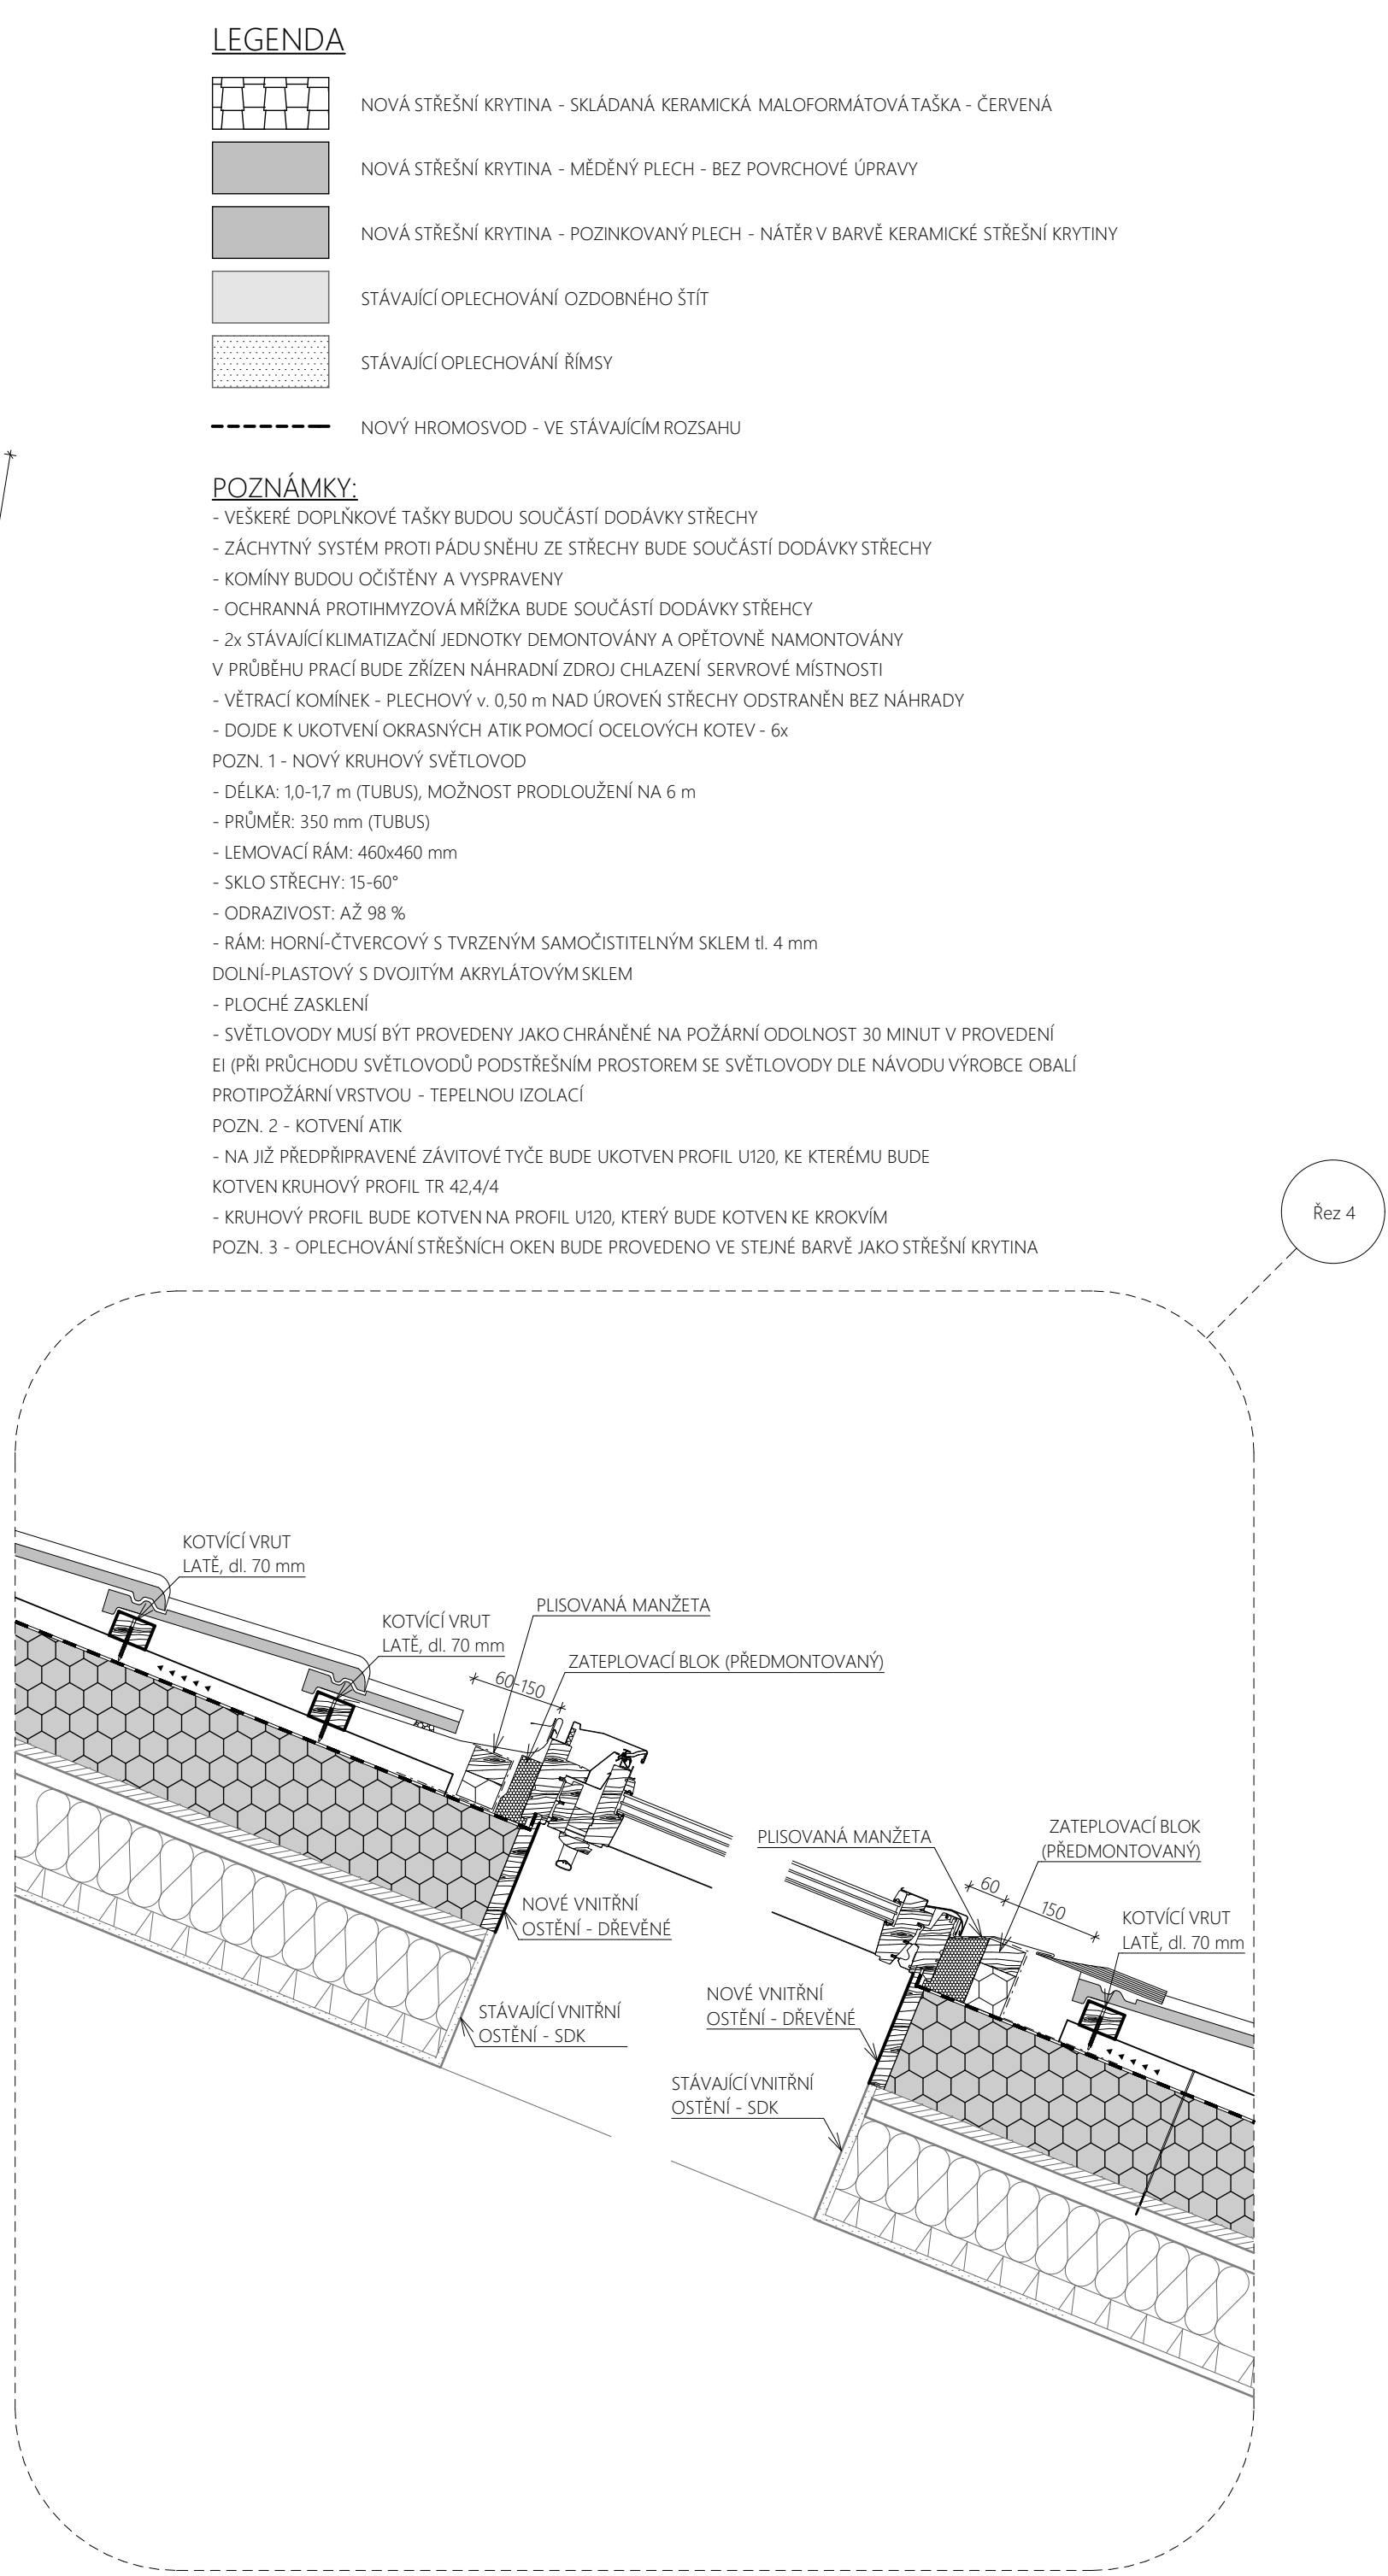 LEGENDA
NOVÁ STŘEŠNÍ KRYTINA - SKLÁDANÁ KERAMICKÁ MALOFORMÁTOVÁ TAŠKA - ČERVENÁ
NOVÁ STŘEŠNÍ KRYTINA - MĚDĚNÝ PLECH - BEZ POVRCHOVÉ ÚPRAVY
NOVÁ STŘEŠNÍ KRYTINA - POZINKOVANÝ PLECH - NÁTĚR V BARVĚ KERAMICKÉ STŘEŠNÍ KRYTINY
STÁVAJÍCÍ OPLECHOVÁNÍ OZDOBNÉHO ŠTÍT
STÁVAJÍCÍ OPLECHOVÁNÍ ŘÍMSY
NOVÝ HROMOSVOD - VE STÁVAJÍCÍM ROZSAHU
POZNÁMKY:
- VEŠKERÉ DOPLŇKOVÉ TAŠKY BUDOU SOUČÁSTÍ DODÁVKY STŘECHY
- ZÁCHYTNÝ SYSTÉM PROTI PÁDU SNĚHU ZE STŘECHY BUDE SOUČÁSTÍ DODÁVKY STŘECHY
- KOMÍNY BUDOU OČIŠTĚNY A VYSPRAVENY
- OCHRANNÁ PROTIHMYZOVÁ MŘÍŽKA BUDE SOUČÁSTÍ DODÁVKY STŘEHCY
- 2x STÁVAJÍCÍ KLIMATIZAČNÍ JEDNOTKY DEMONTOVÁNY A OPĚTOVNĚ NAMONTOVÁNY
V PRŮBĚHU PRACÍ BUDE ZŘÍZEN NÁHRADNÍ ZDROJ CHLAZENÍ SERVROVÉ MÍSTNOSTI
- VĚTRACÍ KOMÍNEK - PLECHOVÝ v. 0,50 m NAD ÚROVEŃ STŘECHY ODSTRANĚN BEZ NÁHRADY
- DOJDE K UKOTVENÍ OKRASNÝCH ATIK POMOCÍ OCELOVÝCH KOTEV - 6x
POZN. 1 - NOVÝ KRUHOVÝ SVĚTLOVOD
- DÉLKA: 1,0-1,7 m (TUBUS), MOŽNOST PRODLOUŽENÍ NA 6 m
- PRŮMĚR: 350 mm (TUBUS)
- LEMOVACÍ RÁM: 460x460 mm
- SKLO STŘECHY: 15-60°
- ODRAZIVOST: AŽ 98 %
- RÁM: HORNÍ-ČTVERCOVÝ S TVRZENÝM SAMOČISTITELNÝM SKLEM tl. 4 mm
DOLNÍ-PLASTOVÝ S DVOJITÝM AKRYLÁTOVÝM SKLEM
- PLOCHÉ ZASKLENÍ
- SVĚTLOVODY MUSÍ BÝT PROVEDENY JAKO CHRÁNĚNÉ NA POŽÁRNÍ ODOLNOST 30 MINUT V PROVEDENÍ
EI (PŘI PRŮCHODU SVĚTLOVODŮ PODSTŘEŠNÍM PROSTOREM SE SVĚTLOVODY DLE NÁVODU VÝROBCE OBALÍ
PROTIPOŽÁRNÍ VRSTVOU - TEPELNOU IZOLACÍ
POZN. 2 - KOTVENÍ ATIK
- NA JIŽ PŘEDPŘIPRAVENÉ ZÁVITOVÉ TYČE BUDE UKOTVEN PROFIL U120, KE KTERÉMU BUDE
KOTVEN KRUHOVÝ PROFIL TR 42,4/4
- KRUHOVÝ PROFIL BUDE KOTVEN NA PROFIL U120, KTERÝ BUDE KOTVEN KE KROKVÍM
POZN. 3 - OPLECHOVÁNÍ STŘEŠNÍCH OKEN BUDE PROVEDENO VE STEJNÉ BARVĚ JAKO STŘEŠNÍ KRYTINA
Řez 4
KOTVÍCÍ VRUT
LATĚ, dl. 70 mm
PLISOVANÁ MANŽETA
KOTVÍCÍ VRUT
LATĚ, dl. 70 mm
ZATEPLOVACÍ BLOK (PŘEDMONTOVANÝ)
60-150
PLISOVANÁ MANŽETA
ZATEPLOVACÍ BLOK
(PŘEDMONTOVANÝ)
60
150
KOTVÍCÍ VRUT
LATĚ, dl. 70 mm
NOVÉ VNITŘNÍ
OSTĚNÍ - DŘEVĚNÉ
NOVÉ VNITŘNÍ
OSTĚNÍ - DŘEVĚNÉ
STÁVAJÍCÍ VNITŘNÍ
OSTĚNÍ - SDK
STÁVAJÍCÍ VNITŘNÍ
OSTĚNÍ - SDK